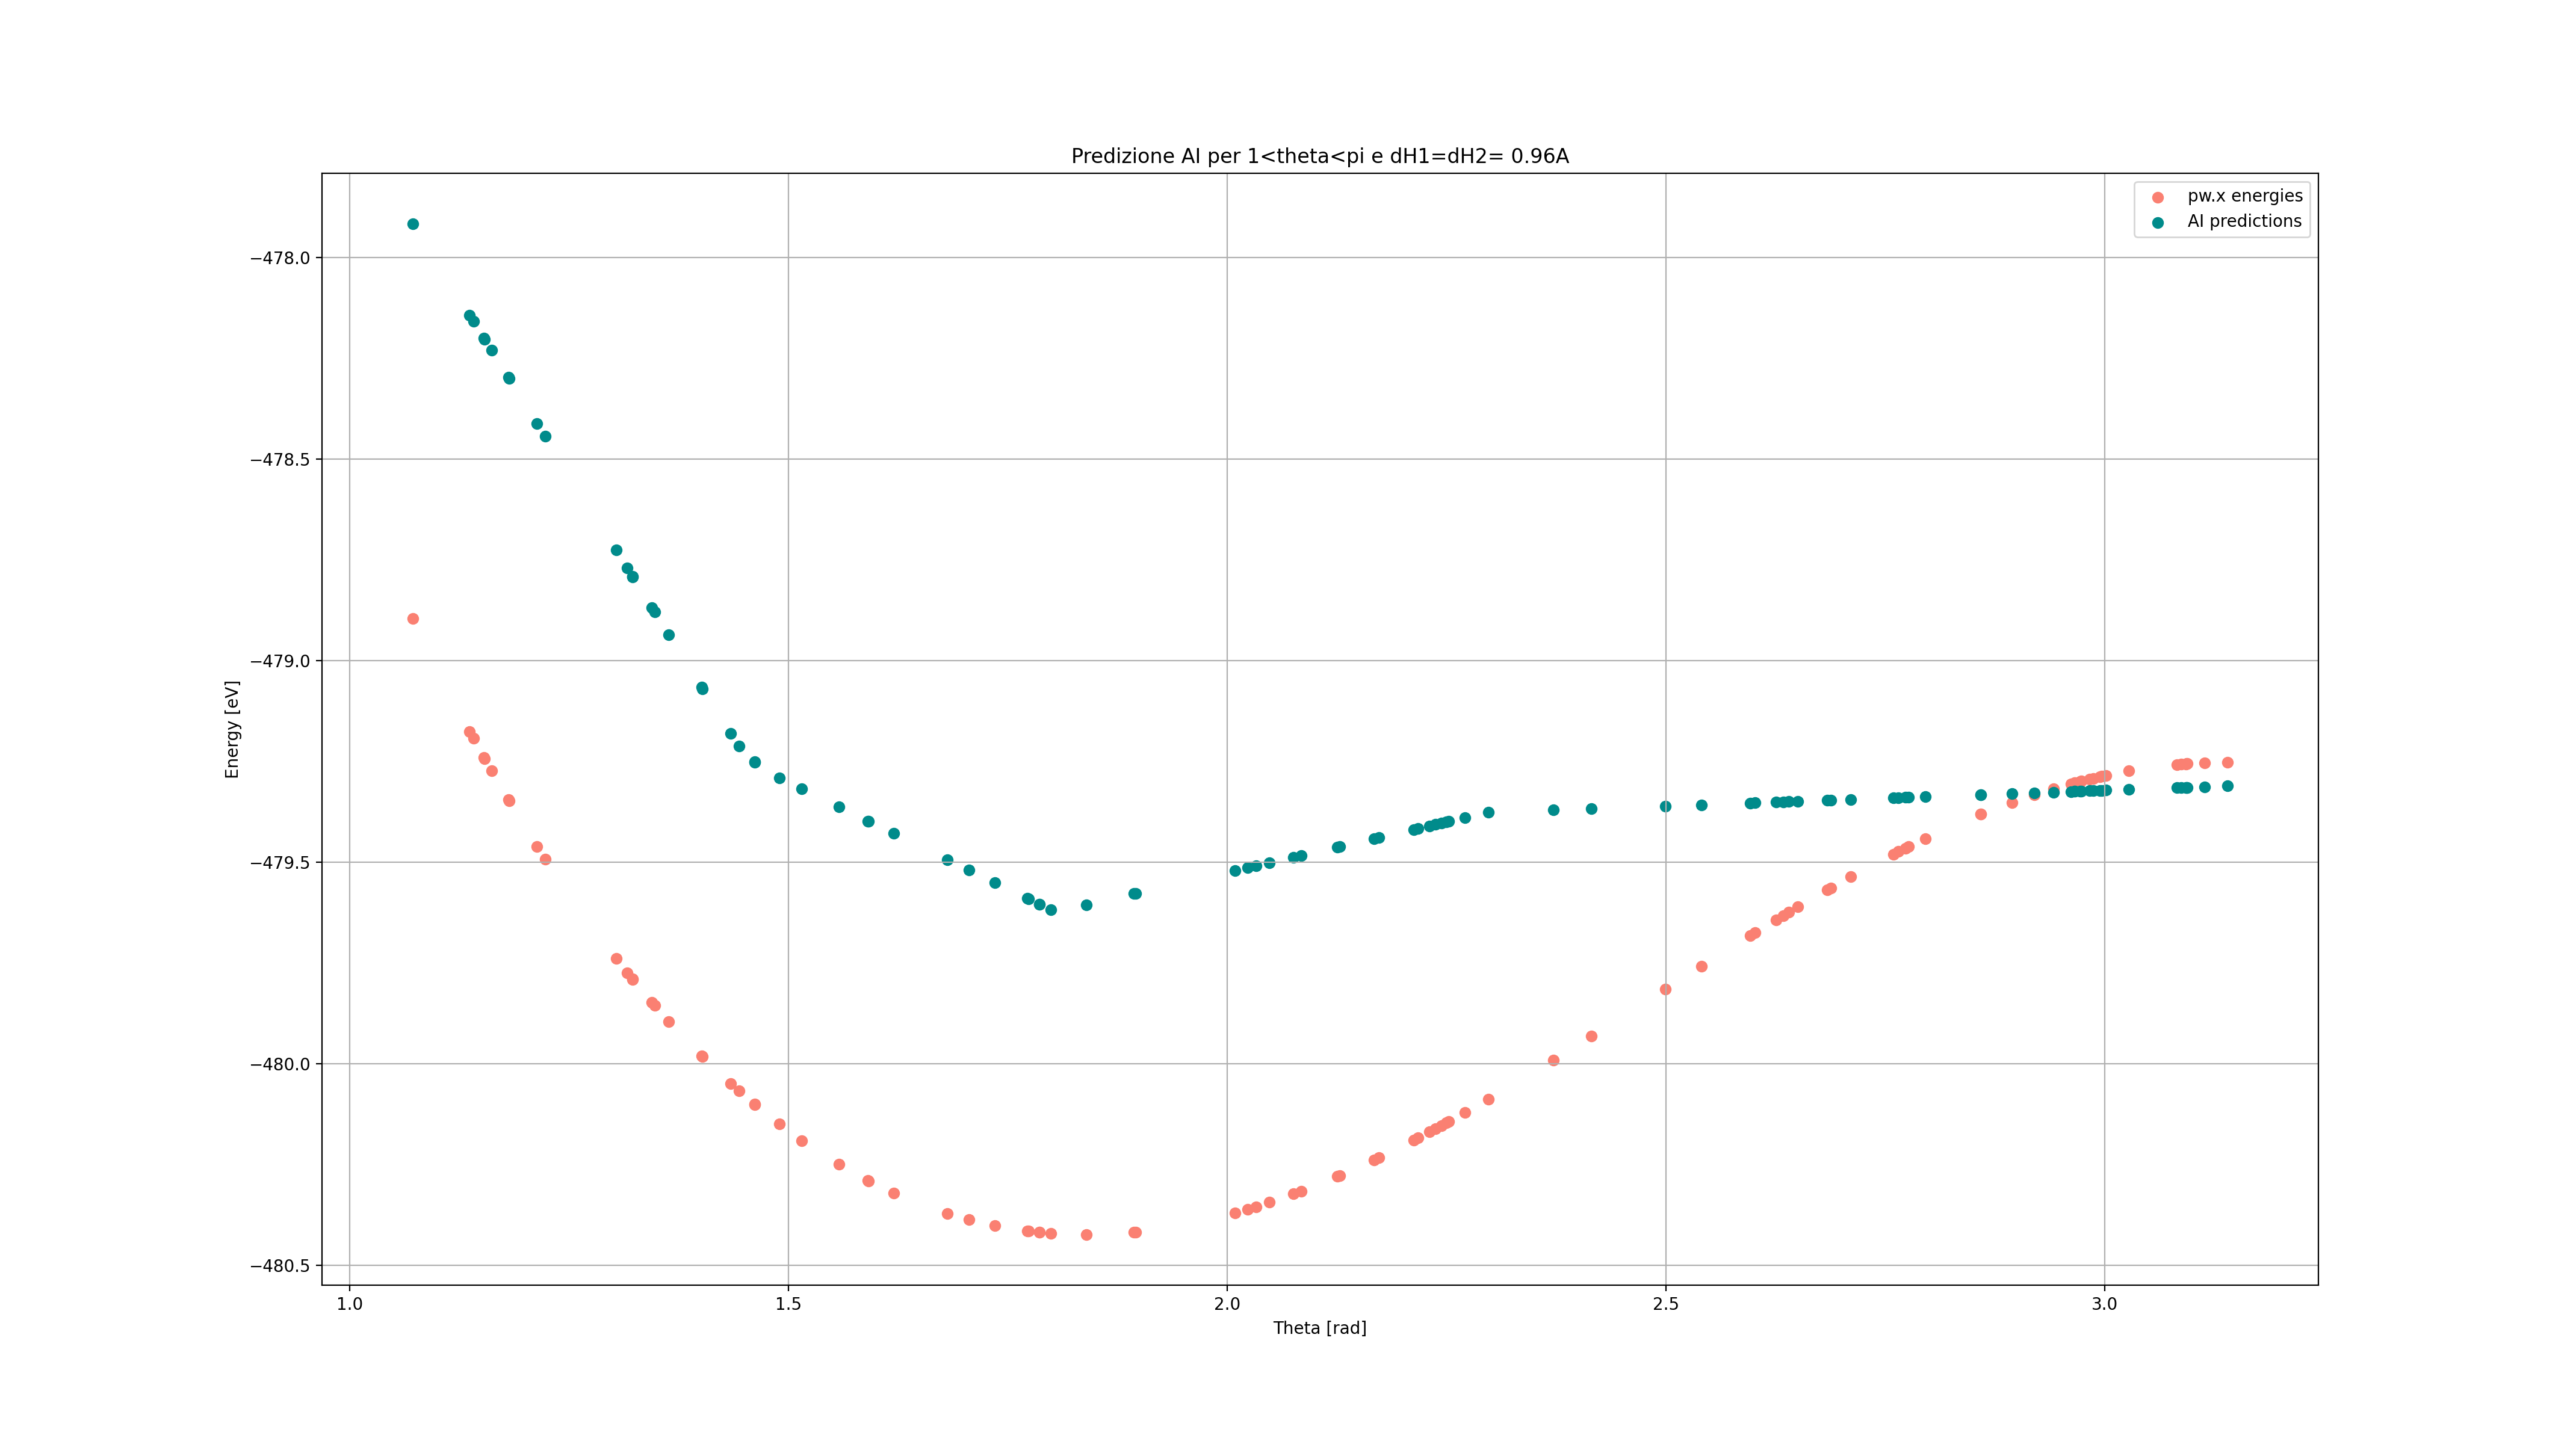 Predizione AI per 1<theta<pi e dH1=dH2= 0.96A
pw.x energies
AI predictions
−478.0
−478.5
−479.0
−479.5
−480.0
−480.5
Energy [eV]
1.0 1.5 2.0 2.5 3.0
Theta [rad]